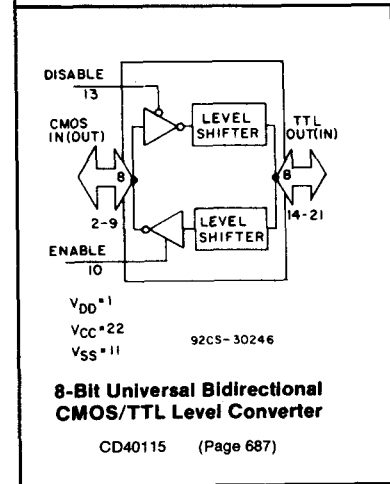 DISABLE
13
CMOS
IN(OUT)
LEVEL
SHIFTER
TTL
OUT(IN)
8
8
2-9
14-21
LEVEL
SHIFTER
ENABLE
10
VDD=1
VCC=22
VSS=11
92CS-30246
8-Bit Universal Bidirectional
CMOS/TTL Level Converter
CD40115 (Page 687)